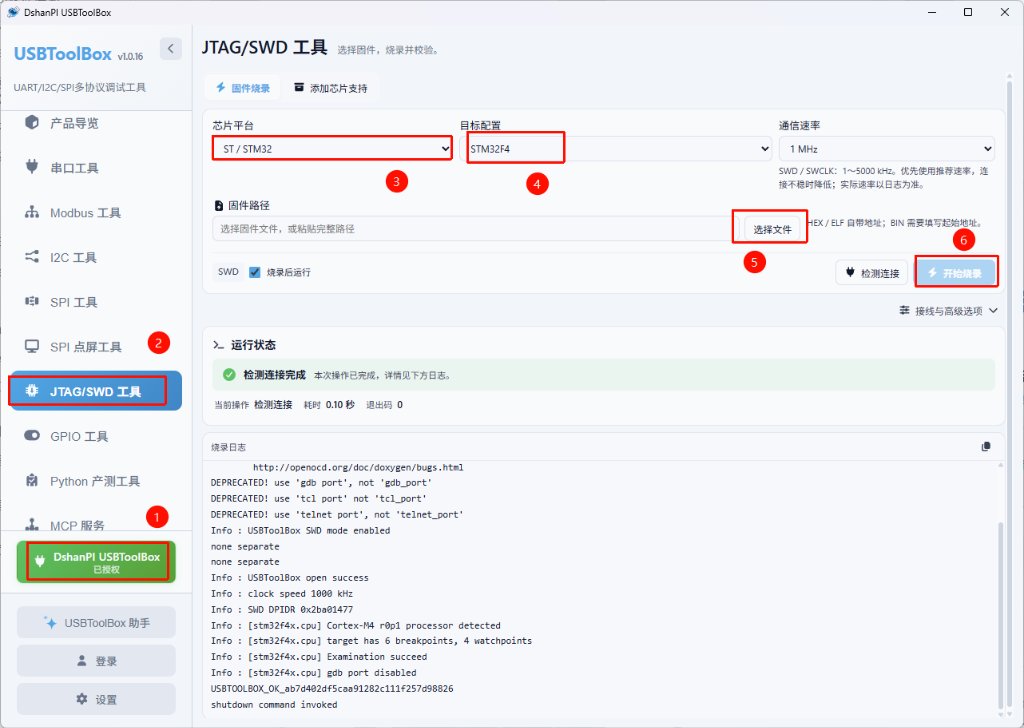 DshanPI USBToolBox
USBToolBox v1.0.16
UART/I2C/SPI多协议调试工具
产品导览
串口工具
Modbus 工具
I2C 工具
SPI 工具
SPI 点屏工具
2
JTAG/SWD 工具
GPIO 工具
Python 产测工具
MCP 服务
1
DshanPI USBToolBox
已授权
USBToolBox 助手
登录
设置
JTAG/SWD 工具 选择固件，烧录并校验。
固件烧录 添加芯片支持
芯片平台 目标配置 通信速率
ST / STM32 STM32F4 1 MHz
3 4
SWD / SWCLK：1～5000 kHz。优先使用推荐速率，连
接不稳时降低；实际速率以日志为准。
固件路径
选择固件文件，或粘贴完整路径 选择文件 HEX / ELF 自带地址；BIN 需要填写起始地址。
5 6
SWD 烧录后运行 检测连接 开始烧录
接线与高级选项
运行状态
检测连接完成 本次操作已完成，详情见下方日志。
当前操作 检测连接 耗时 0.10 秒 退出码 0
烧录日志
http://openocd.org/doc/doxygen/bugs.html
DEPRECATED! use 'gdb port', not 'gdb_port'
DEPRECATED! use 'tcl port' not 'tcl_port'
DEPRECATED! use 'telnet port', not 'telnet_port'
Info : USBToolBox SWD mode enabled
none separate
none separate
Info : USBToolBox open success
Info : clock speed 1000 kHz
Info : SWD DPIDR 0x2ba01477
Info : [stm32f4x.cpu] Cortex-M4 r0p1 processor detected
Info : [stm32f4x.cpu] target has 6 breakpoints, 4 watchpoints
Info : [stm32f4x.cpu] Examination succeed
Info : [stm32f4x.cpu] gdb port disabled
USBTOOLBOX_OK_ab7d402df5caa91282c111f257d98826
shutdown command invoked